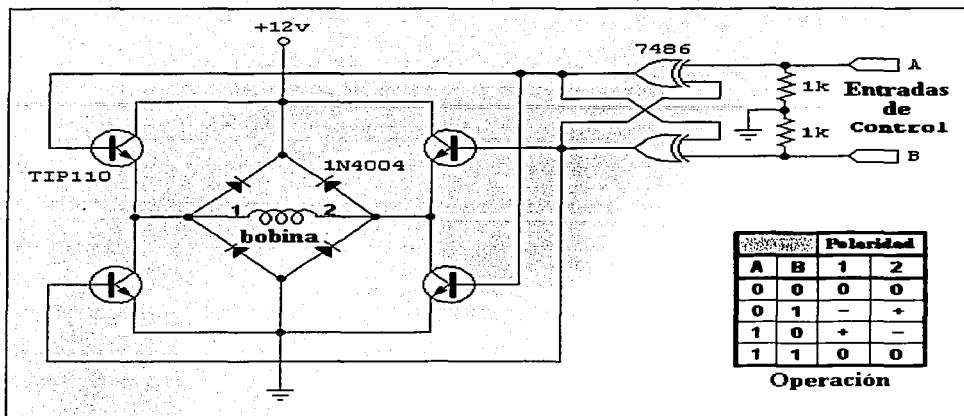 +12v
7486
A
1k
Entradas
de
Control
1k
B
TIP110
1N4004
1 2
bobina
Polaridad
A B 1 2
0 0 0 0
0 1 - +
1 0 + -
1 1 0 0
Operación